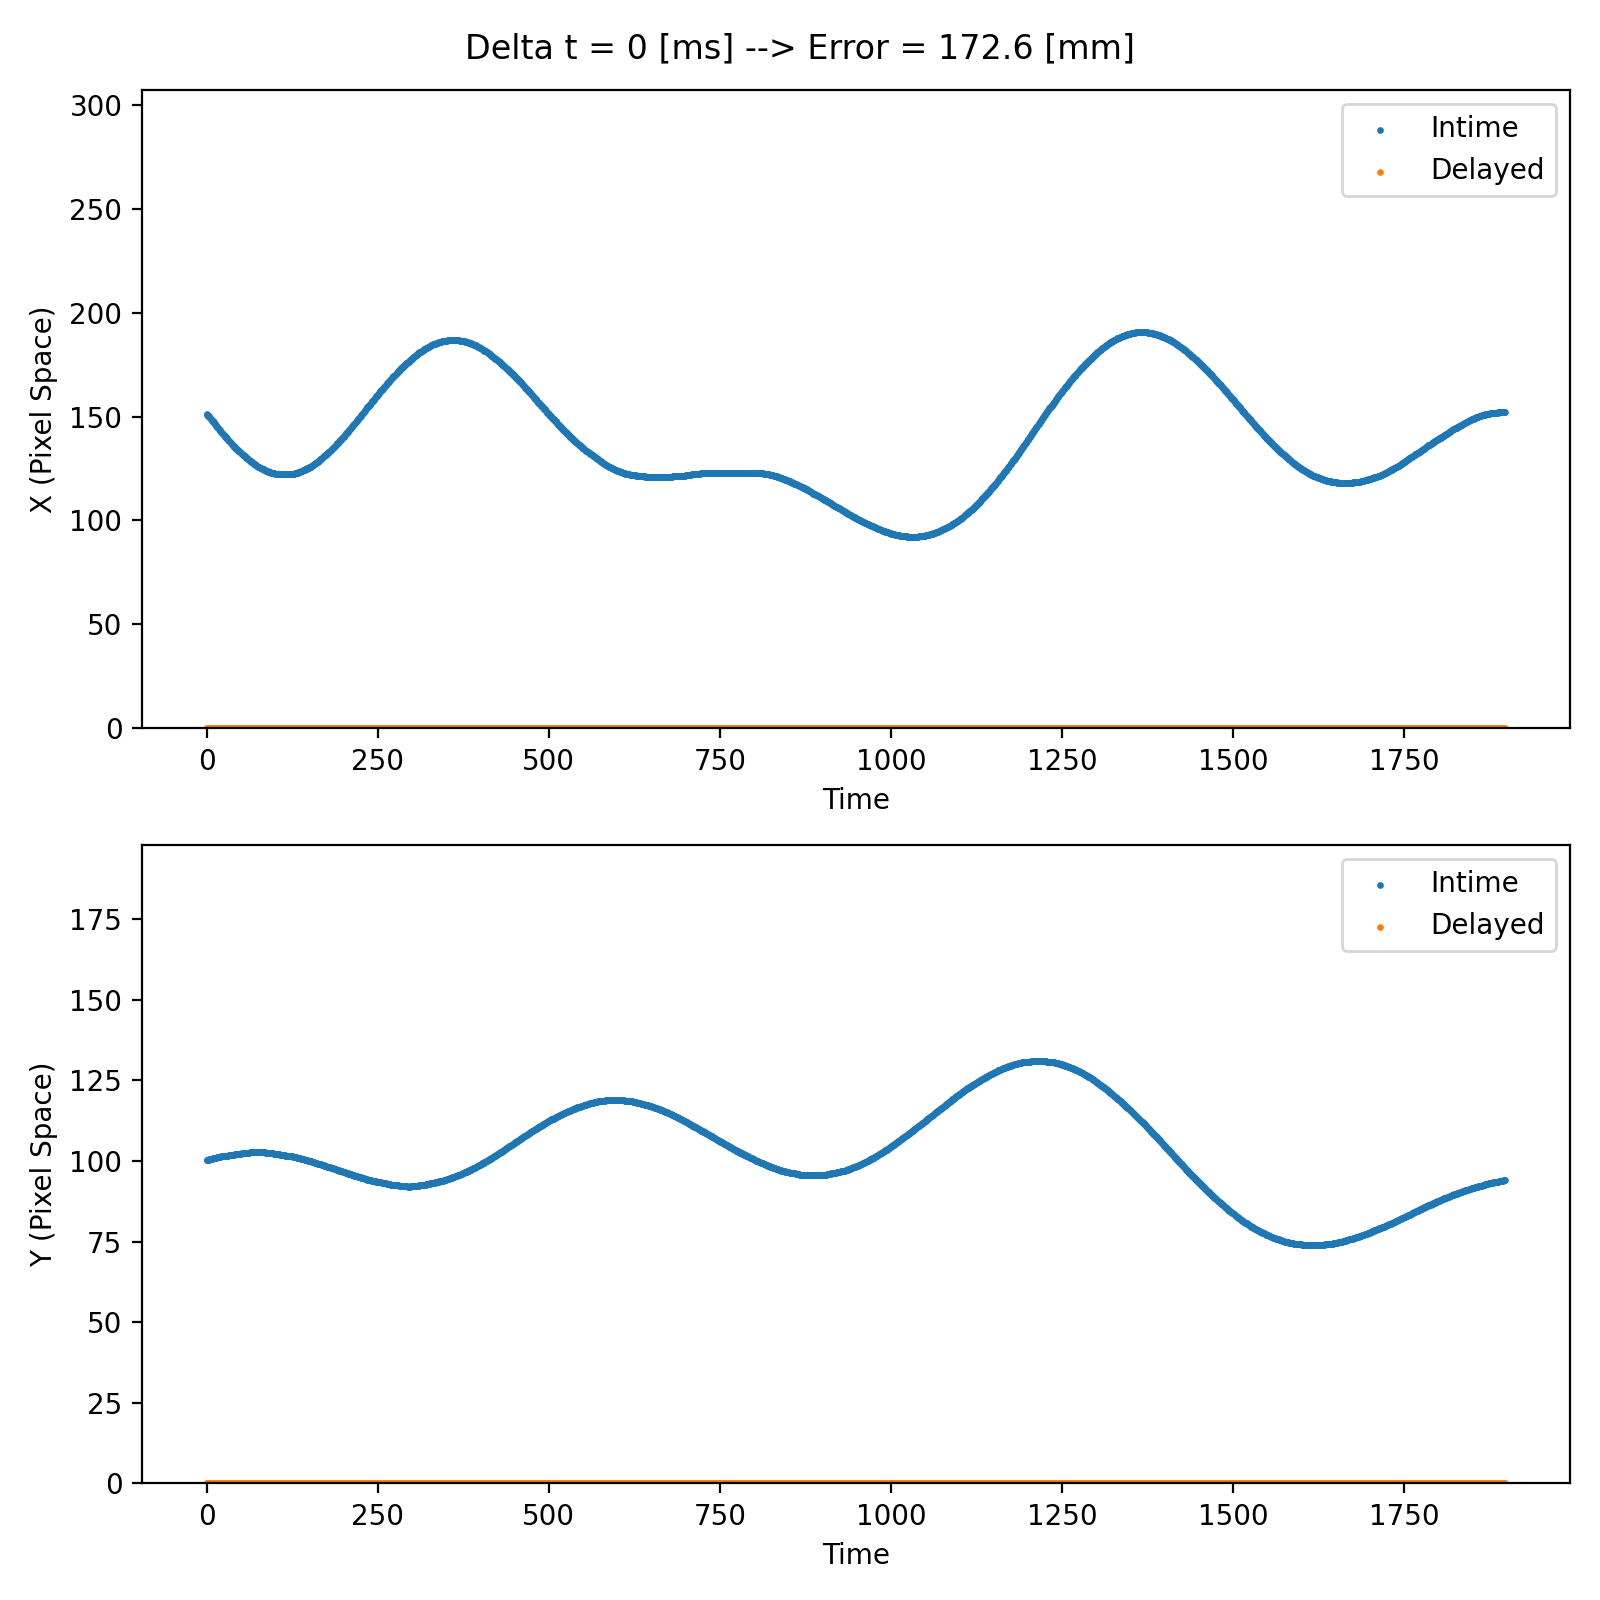 Delta t = 0 [ms] --> Error = 172.6 [mm]
300
250
200
150
100
50
0
X (Pixel Space)
Intime
Delayed
0 250 500 750 1000 1250 1500 1750
Time
175
150
125
100
75
50
25
0
Y (Pixel Space)
Intime
Delayed
0 250 500 750 1000 1250 1500 1750
Time